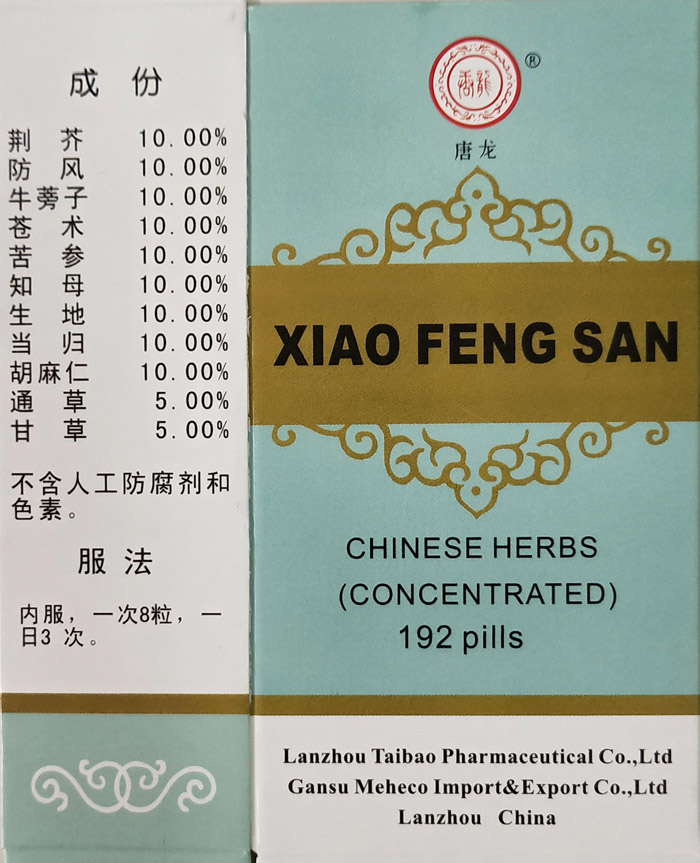 成 份
荆 芥 10.00%
防 风 10.00%
牛蒡子 10.00%
苍 术 10.00%
苦 参 10.00%
知 母 10.00%
生 地 10.00%
当 归 10.00%
胡麻仁 10.00%
通 草 5.00%
甘 草 5.00%
不含人工防腐剂和
色素。
服 法
内服，一次8粒，一
日3 次。
®
唐龙
XIAO FENG SAN
CHINESE HERBS
(CONCENTRATED)
192 pills
Lanzhou Taibao Pharmaceutical Co.,Ltd
Gansu Meheco Import&Export Co.,Ltd
Lanzhou China